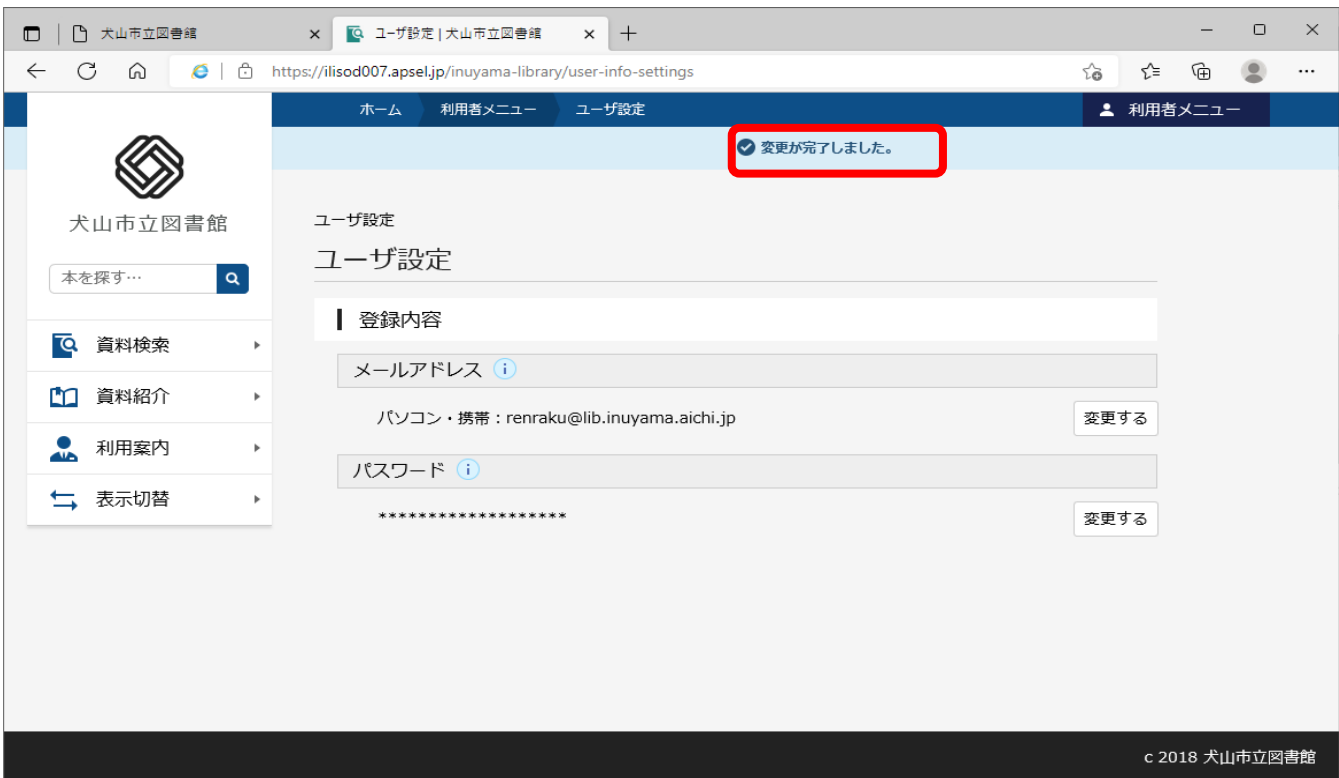 犬山市立図書館
ユーザ設定 | 犬山市立図書館
https://ilisod007.apsel.jp/inuyama-library/user-info-settings
ホーム 利用者メニュー ユーザ設定 利用者メニュー
変更が完了しました。
犬山市立図書館
本を探す…
資料検索
資料紹介
利用案内
表示切替
ユーザ設定
ユーザ設定
登録内容
メールアドレス i
パソコン・携帯：renraku@lib.inuyama.aichi.jp 変更する
パスワード i
******************* 変更する
c 2018 犬山市立図書館